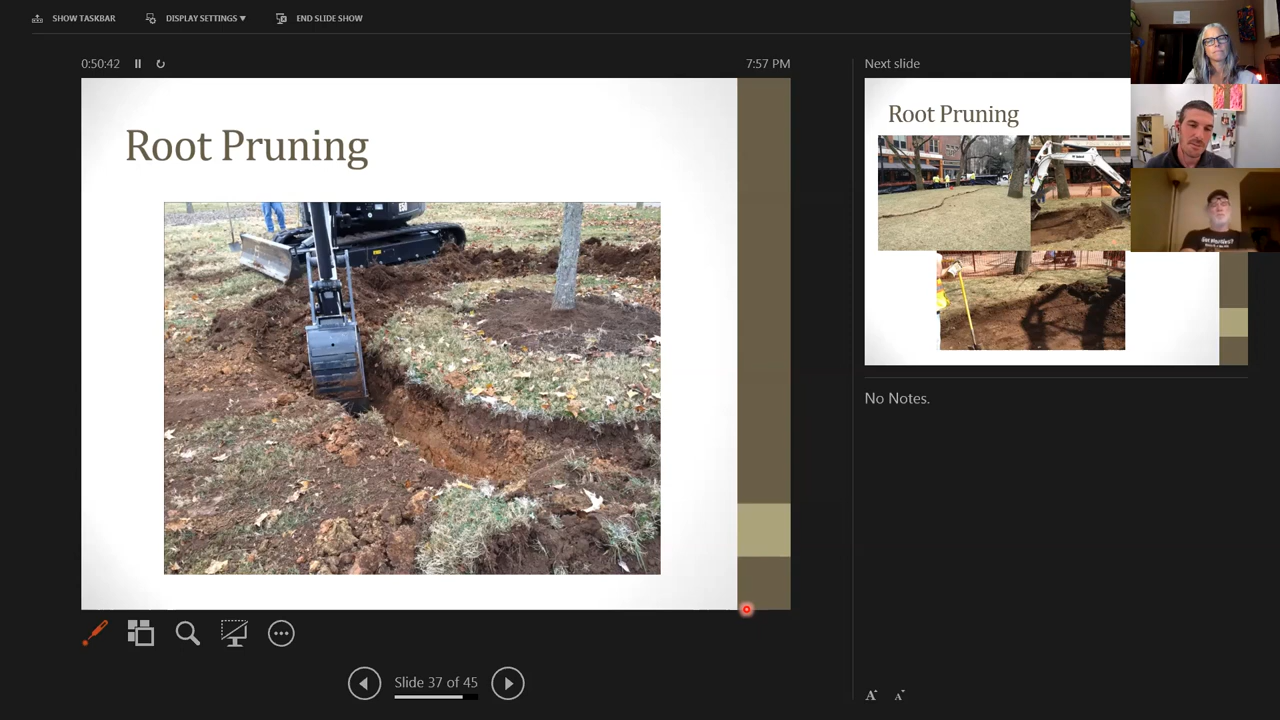 SHOW TASKBAR
DISPLAY SETTINGS ▾
END SLIDE SHOW
0:50:42
7:57 PM
Root Pruning
Slide 37 of 45
Next slide
Root Pruning
No Notes.
A A